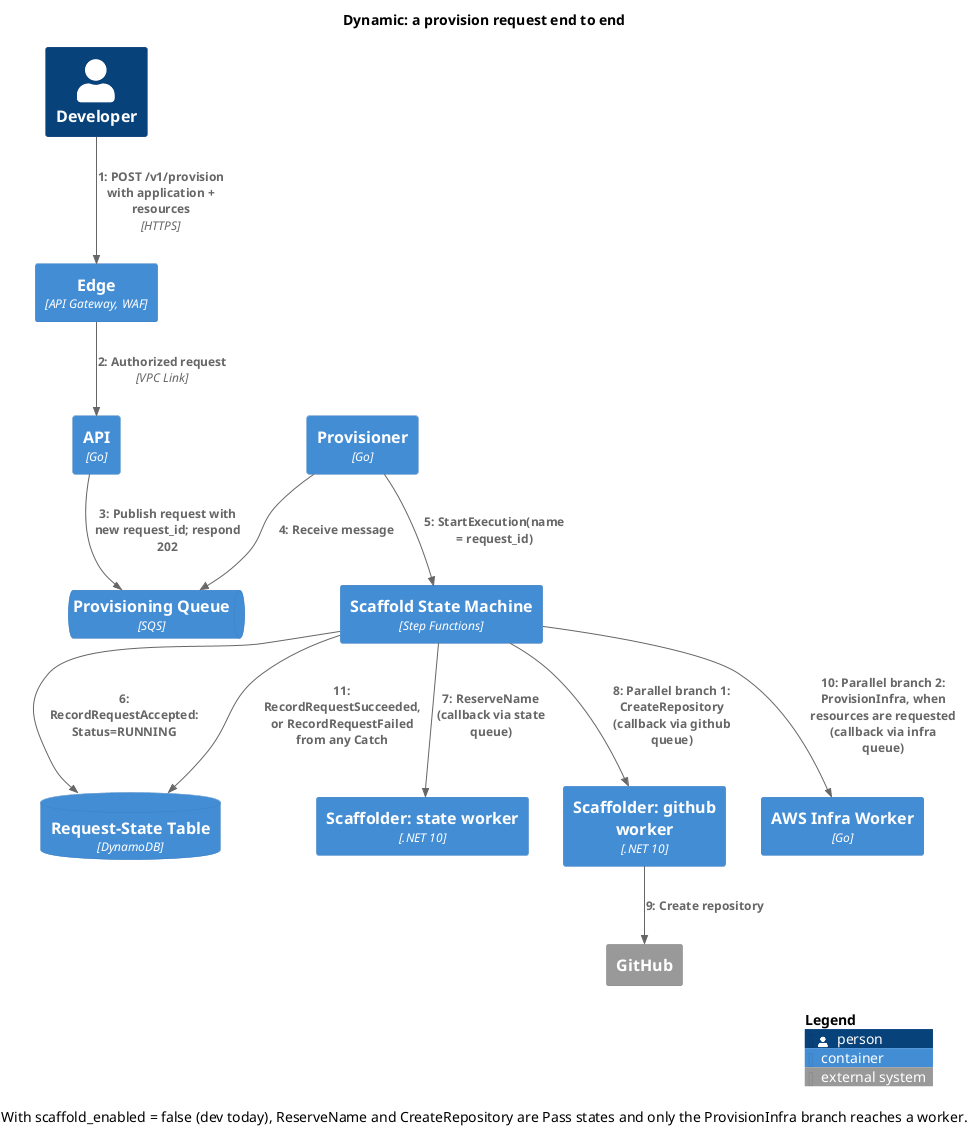 Dynamic: a provision request end to end
Developer
1: POST /v1/provision
with application +
resources
[HTTPS]
Edge
[API Gateway, WAF]
2: Authorized request
[VPC Link]
API
[Go]
Provisioner
[Go]
3: Publish request with
new request_id; respond
202
4: Receive message
5: StartExecution(name
= request_id)
Provisioning Queue
[SQS]
Scaffold State Machine
[Step Functions]
6:
RecordRequestAccepted:
Status=RUNNING
11:
RecordRequestSucceeded,
or RecordRequestFailed
from any Catch
7: ReserveName
(callback via state
queue)
8: Parallel branch 1:
CreateRepository
(callback via github
queue)
10: Parallel branch 2:
ProvisionInfra, when
resources are requested
(callback via infra
queue)
Request-State Table
[DynamoDB]
Scaffolder: state worker
[.NET 10]
Scaffolder: github
worker
[.NET 10]
AWS Infra Worker
[Go]
9: Create repository
GitHub
Legend
person
container
external system
With scaffold_enabled = false (dev today), ReserveName and CreateRepository are Pass states and only the ProvisionInfra branch reaches a worker.